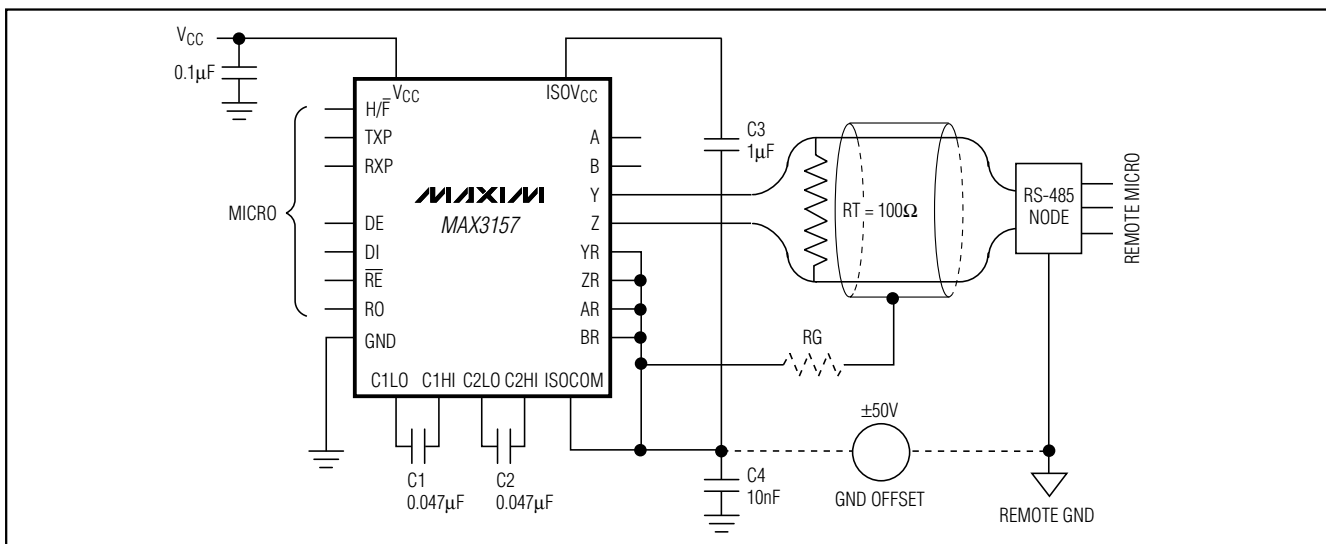 VCC
0.1µF
VCC
ISOVCC
H/F̅
TXP
RXP
DE
DI
R̅E̅
RO
GND
MICRO
MAXIM
MAX3157
A
B
Y
Z
YR
ZR
AR
BR
C1LO
C1HI
C2LO
C2HI
ISOCOM
C1
0.047µF
C2
0.047µF
C3
1µF
C4
10nF
RT = 100Ω
RG
±50V
GND OFFSET
RS-485
NODE
REMOTE MICRO
REMOTE GND